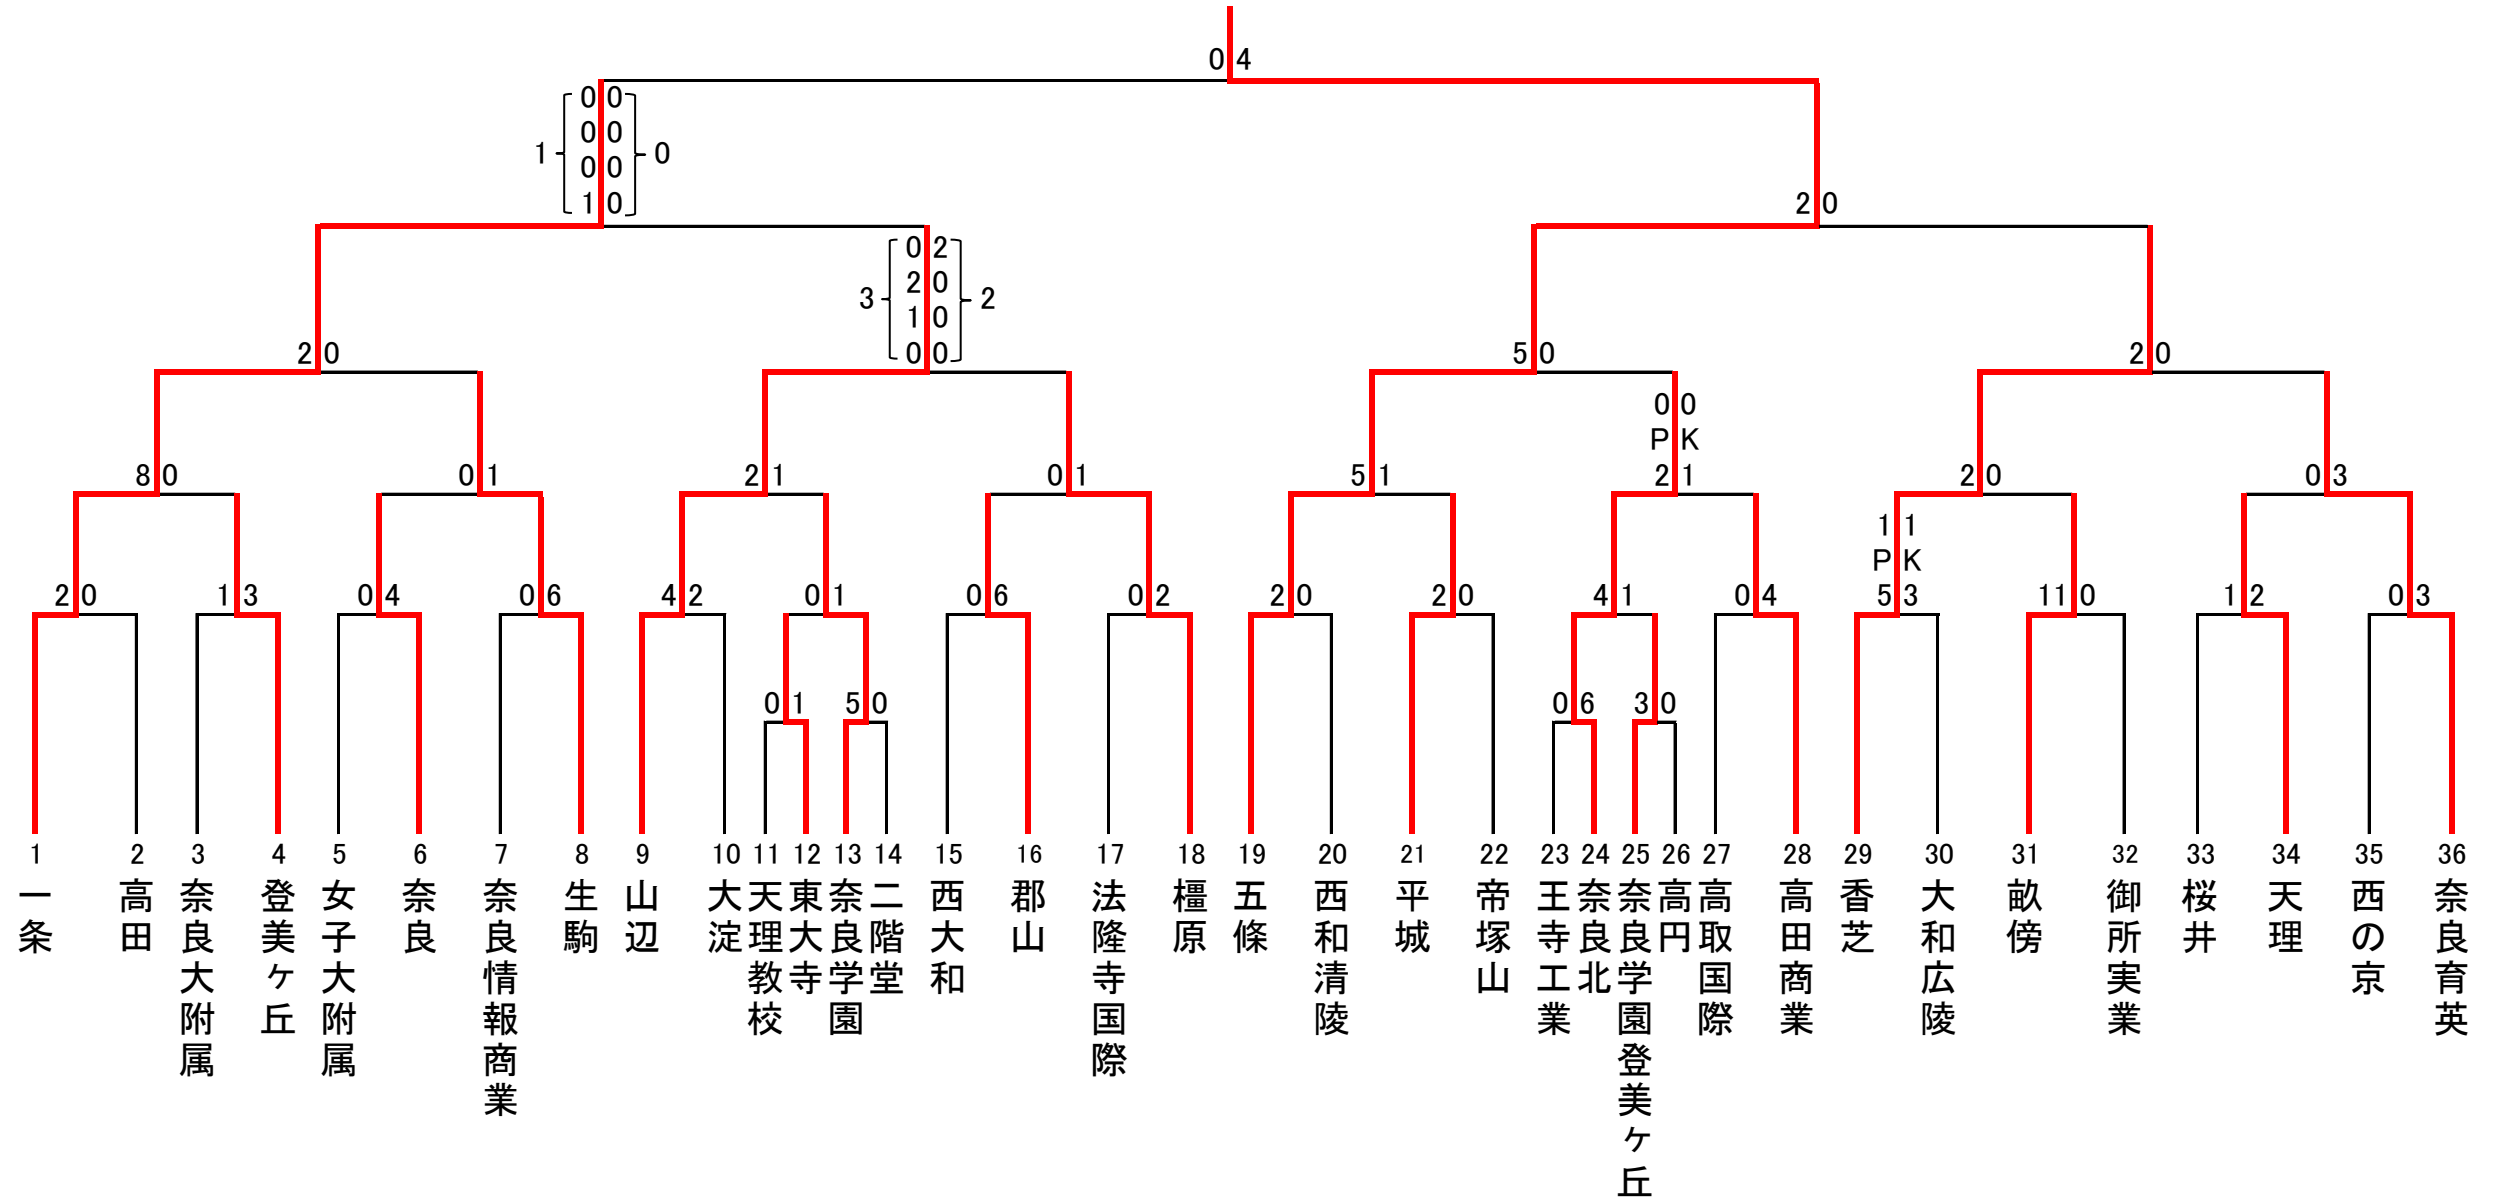 0 4
0 0
0 0
1 0
0 0
1 0
2 0
0 2
2 0
3 2
1 0
2 0
0 0
5 0
2 0
0 0
P K
8 0
0 1
2 1
0 1
5 1
2 1
2 0
0 3
1 1
P K
2 0
1 3
0 4
0 6
4 2
0 1
0 6
0 2
2 0
2 0
4 1
0 4
5 3
11 0
1 2
0 3
0 1
5 0
0 6
3 0
1
2
3
4
5
6
7
8
9
10
11
12
13
14
15
16
17
18
19
20
21
22
23
24
25
26
27
28
29
30
31
32
33
34
35
36
一条
高田
奈良大附属
登美ヶ丘
女子大附属
奈良
奈良情報商業
生駒
山辺
大淀
天理教校
東大寺
奈良学園
二階堂
西大和
郡山
法隆寺国際
橿原
五條
西和清陵
平城
帝塚山
王寺工業
奈良北
奈良学園登美ヶ丘
高円
高取国際
高田商業
香芝
大和広陵
畝傍
御所実業
桜井
天理
西の京
奈良育英